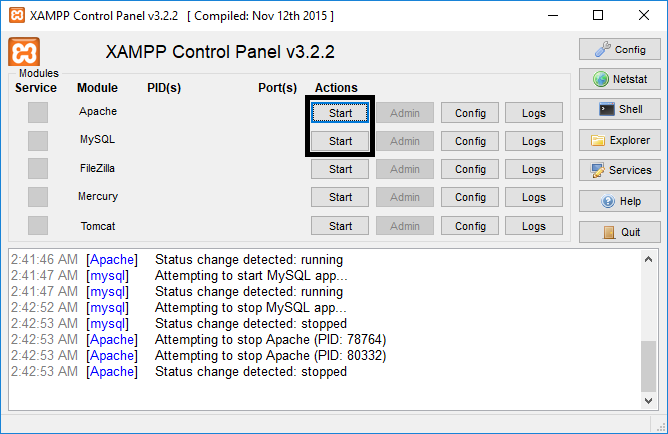 XAMPP Control Panel v3.2.2 [ Compiled: Nov 12th 2015 ]
XAMPP Control Panel v3.2.2
Config
Modules
Service Module PID(s) Port(s) Actions
Netstat
Apache Start Admin Config Logs
Shell
MySQL Start Admin Config Logs
Explorer
FileZilla Start Admin Config Logs
Services
Mercury Start Admin Config Logs
Help
Tomcat Start Admin Config Logs
Quit
2:41:46 AM [Apache] Status change detected: running
2:41:47 AM [mysql] Attempting to start MySQL app...
2:41:47 AM [mysql] Status change detected: running
2:42:52 AM [mysql] Attempting to stop MySQL app...
2:42:53 AM [mysql] Status change detected: stopped
2:42:53 AM [Apache] Attempting to stop Apache (PID: 78764)
2:42:53 AM [Apache] Attempting to stop Apache (PID: 80332)
2:42:53 AM [Apache] Status change detected: stopped